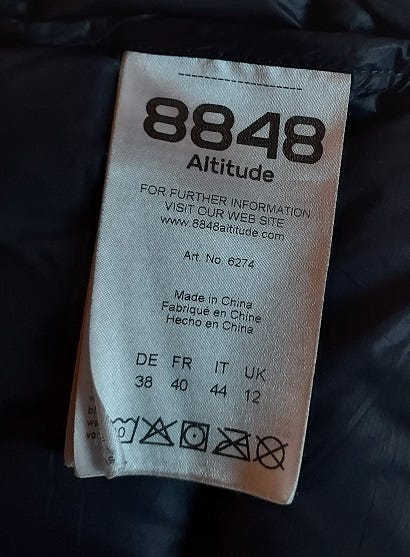 8848
Altitude
FOR FURTHER INFORMATION
VISIT OUR WEB SITE
www.8848altitude.com
Art. No. 6274
Made in China
Fabriqué en Chine
Hecho en China
DE FR IT UK
38 40 44 12